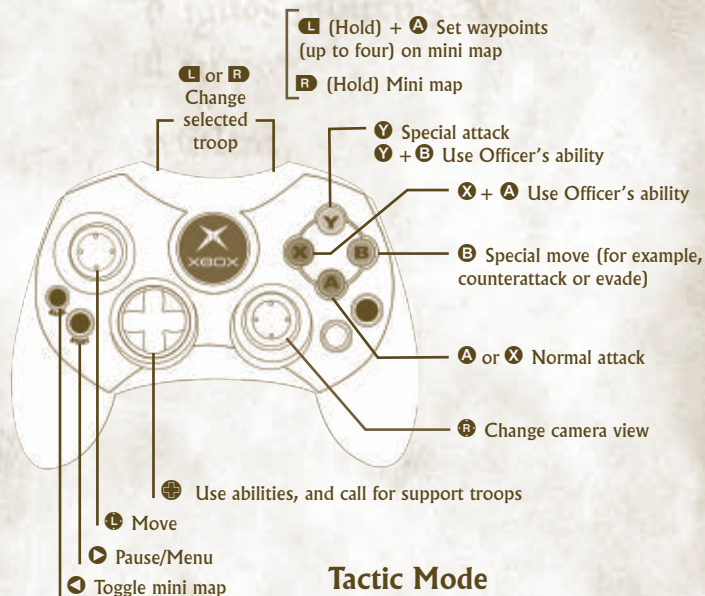 L (Hold) + A Set waypoints
(up to four) on mini map
R (Hold) Mini map
L or R
Change
selected
troop
Y Special attack
Y + B Use Officer's ability
X + A Use Officer's ability
B Special move (for example,
counterattack or evade)
A or X Normal attack
R Change camera view
Use abilities, and call for support troops
L Move
Pause/Menu
Toggle mini map
XBOX
Y
X
B
A
Tactic Mode